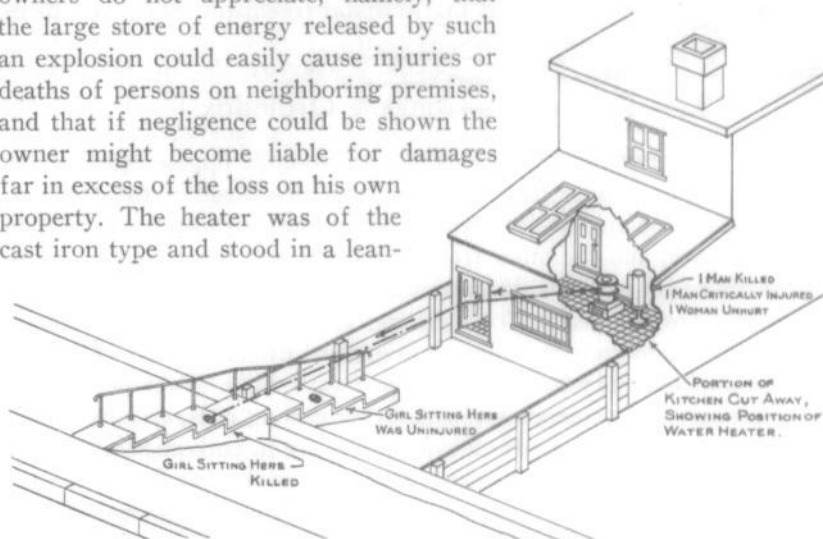 owners do not appreciate, namely, that
the large store of energy released by such
an explosion could easily cause injuries or
deaths of persons on neighboring premises,
and that if negligence could be shown the
owner might become liable for damages
far in excess of the loss on his own
property. The heater was of the
cast iron type and stood in a lean-
1 MAN KILLED
1 MAN CRITICALLY INJURED
1 WOMAN UNHURT
PORTION OF
KITCHEN CUT AWAY,
SHOWING POSITION OF
WATER HEATER.
GIRL SITTING HERE
WAS UNINJURED
GIRL SITTING HERE
KILLED